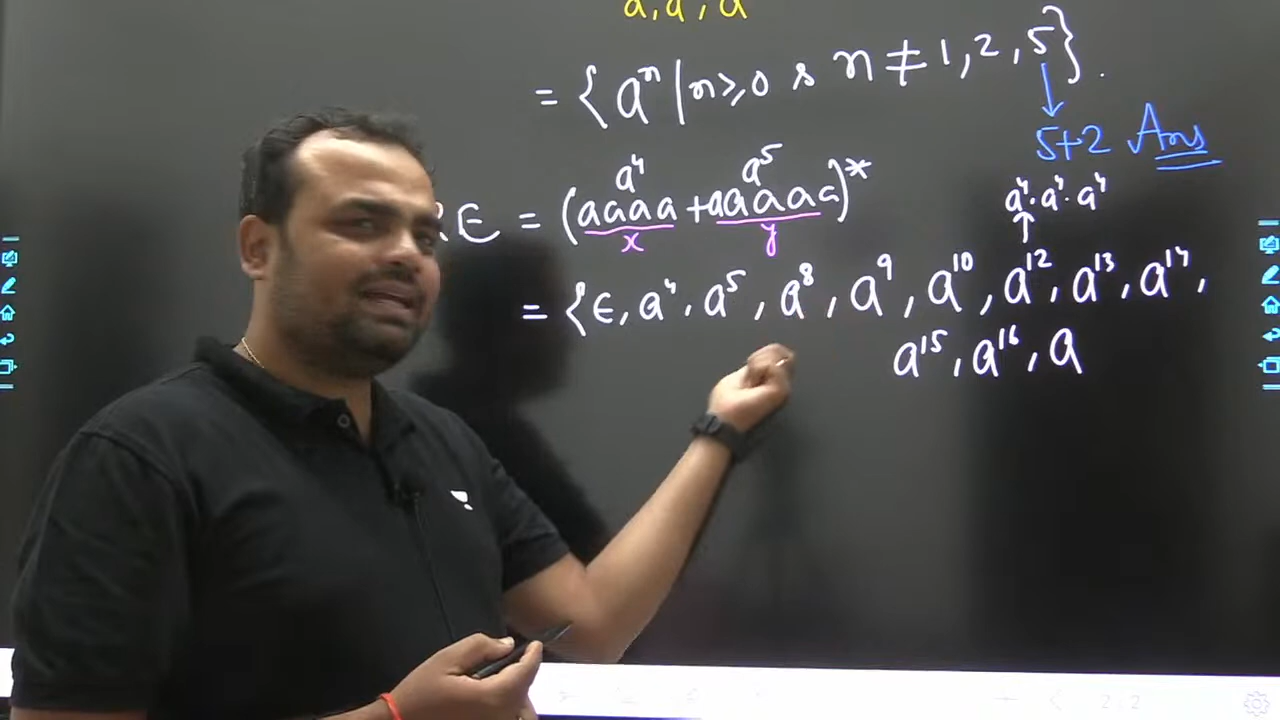 a, a, a
= {aⁿ | n≥0 & n ≠ 1, 2, 5}.
5+2 Ans
a⁴ a⁵
a⁴.a⁴.a⁴
RE = (aaaa + aaaaa)*
x y
= {ϵ, a⁴, a⁵, a⁸, a⁹, a¹⁰, a¹², a¹³, a¹⁴,
a¹⁵, a¹⁶, a